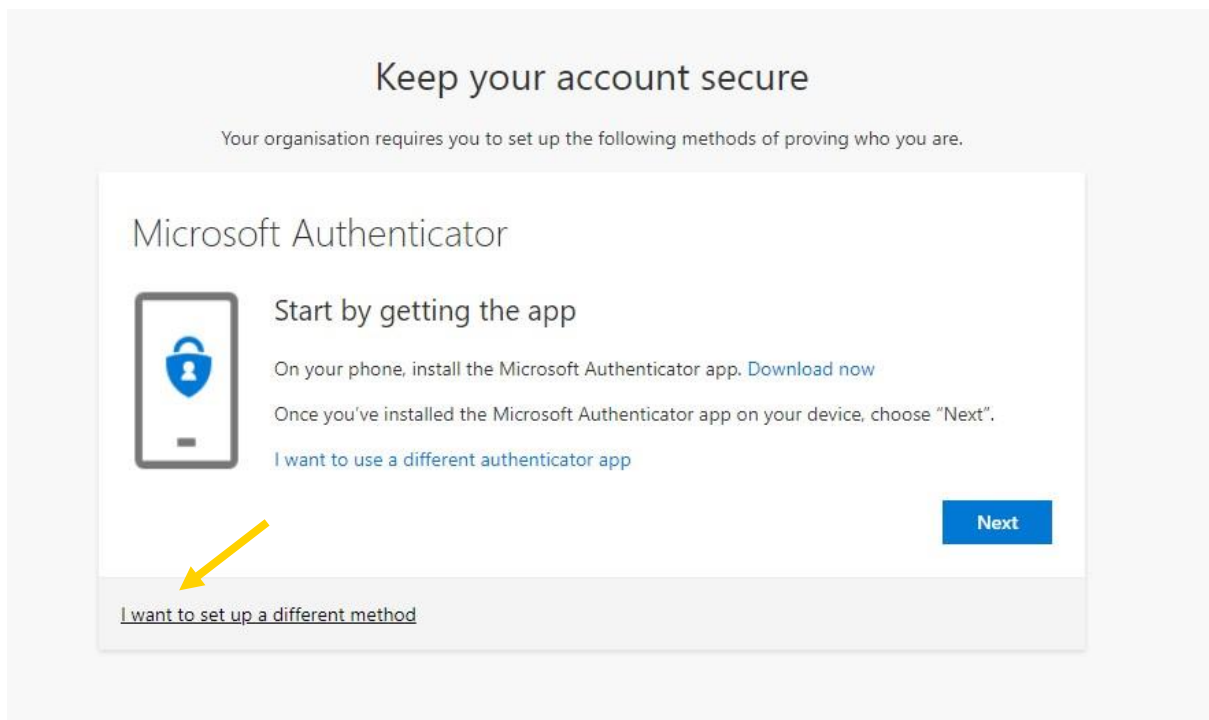 Keep your account secure
Your organisation requires you to set up the following methods of proving who you are.
Microsoft Authenticator
Start by getting the app
On your phone, install the Microsoft Authenticator app. Download now
Once you've installed the Microsoft Authenticator app on your device, choose “Next”.
I want to use a different authenticator app
Next
I want to set up a different method